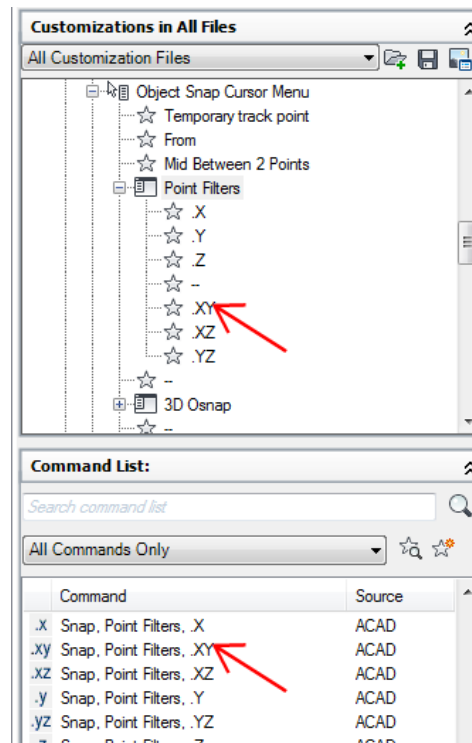 Customizations in All Files
All Customization Files
Object Snap Cursor Menu
Temporary track point
From
Mid Between 2 Points
Point Filters
.X
.Y
.Z
--
.XY
.XZ
.YZ
--
3D Osnap
--
Command List:
Search command list
All Commands Only
Command Source
.X Snap, Point Filters, .X ACAD
.xy Snap, Point Filters, .XY ACAD
.XZ Snap, Point Filters, .XZ ACAD
.y Snap, Point Filters, .Y ACAD
.yz Snap, Point Filters, .YZ ACAD